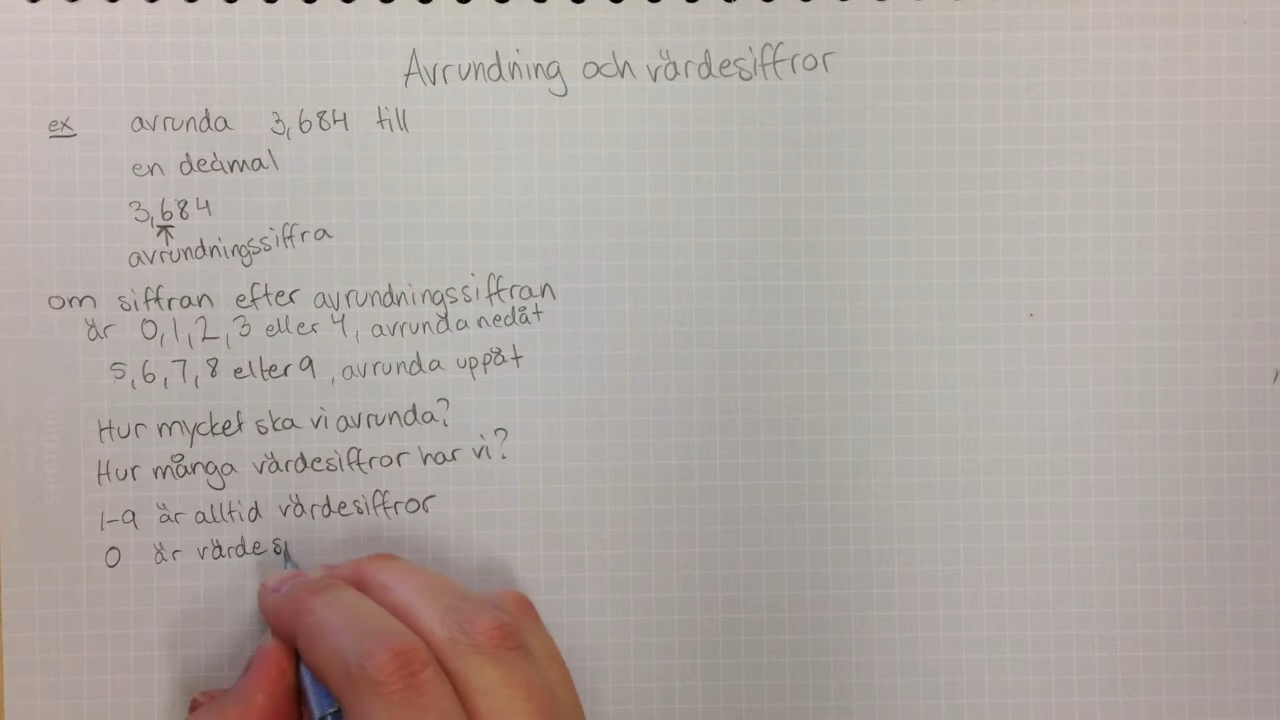 Avrundning och värdesiffror
ex avrunda 3,684 till
en decimal
3,684
avrundningssiffra
om siffran efter avrundningssiffran
är 0,1,2,3 eller 4, avrunda nedåt
5,6,7,8 eller 9, avrunda uppåt
Hur mycket ska vi avrunda?
Hur många värdesiffror har vi?
1-9 är alltid värdesiffror
0 är värdesi